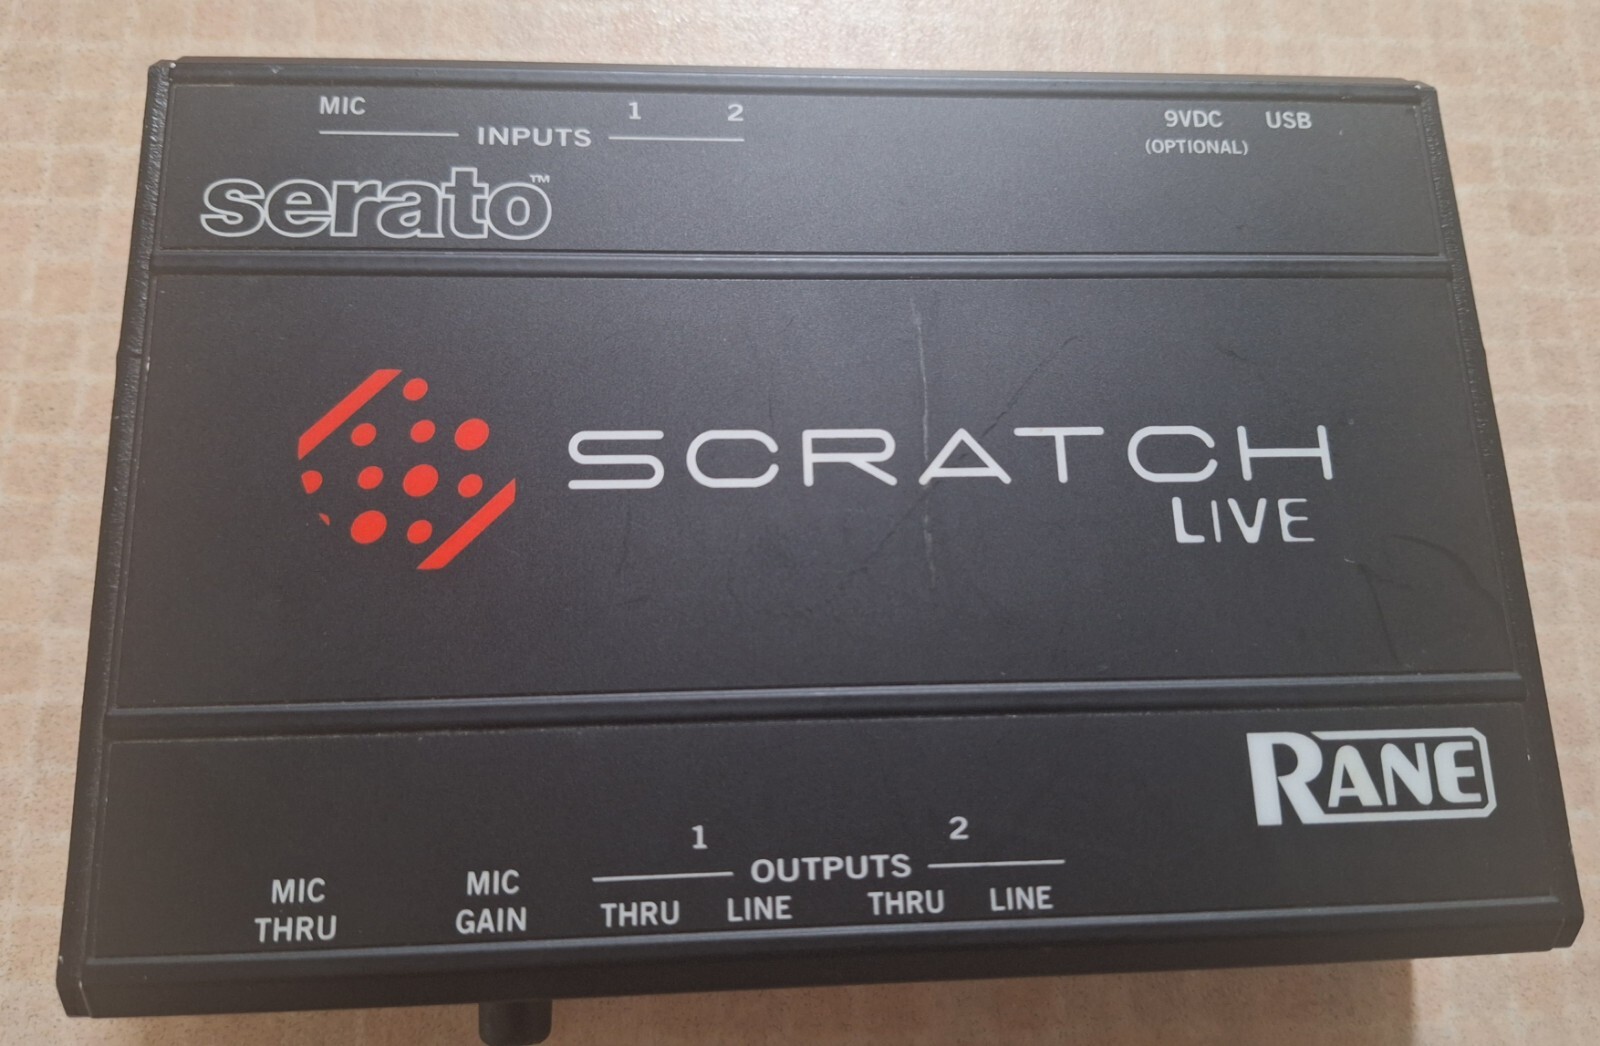 MIC 1 2 9VDC USB
INPUTS (OPTIONAL)
serato™
SCRATCH
LIVE
RANE
1 2
OUTPUTS
MIC MIC
THRU GAIN THRU LINE THRU LINE